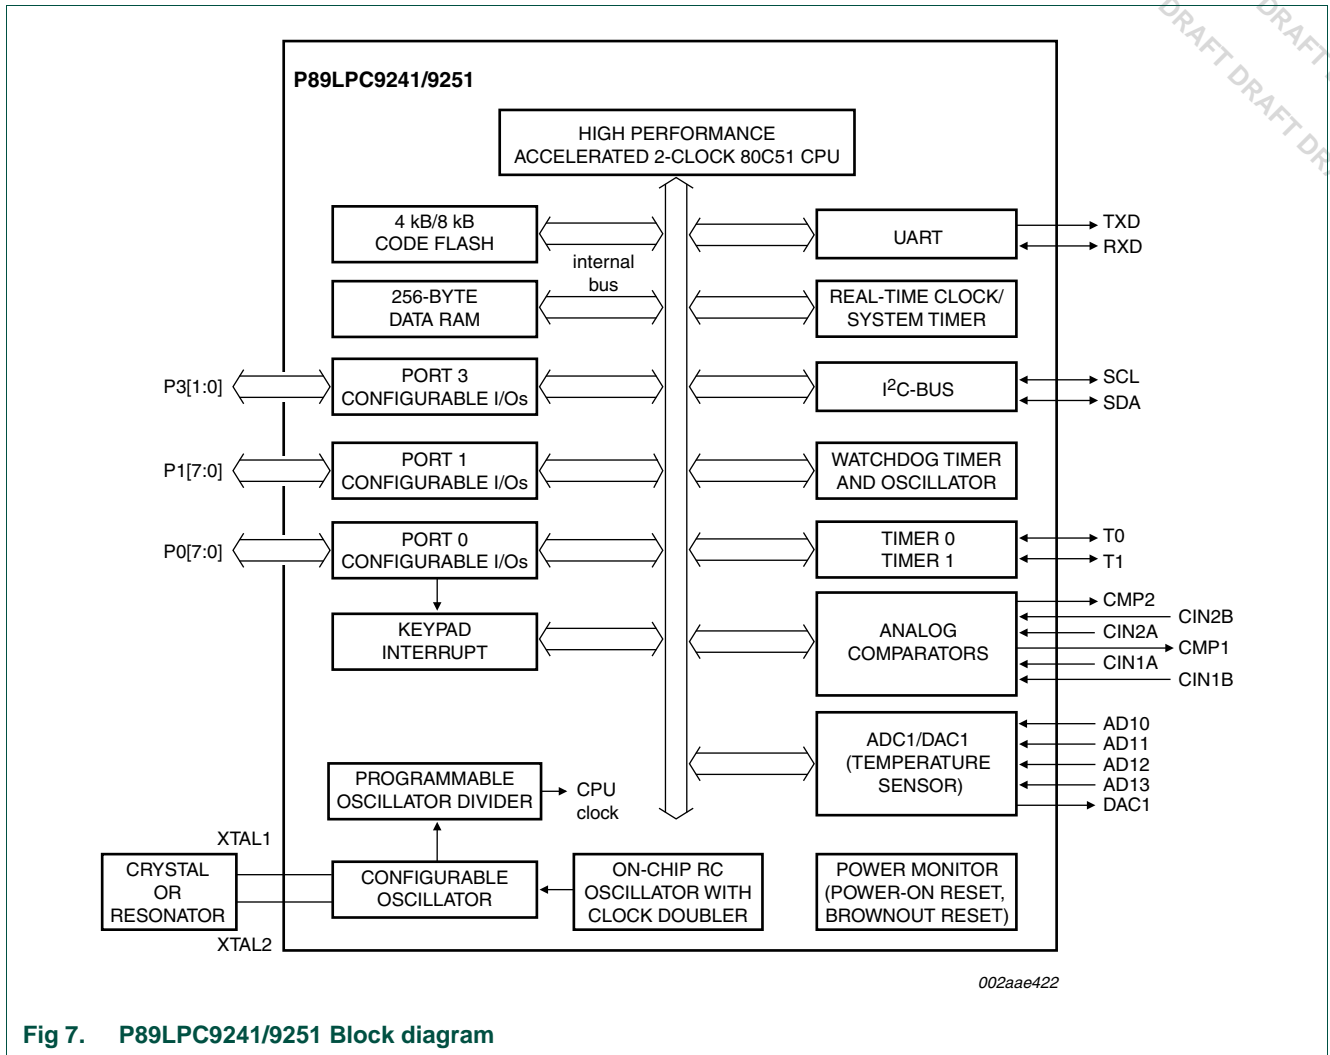 DRAFT DRAFT DR
DRAFT
P89LPC9241/9251
HIGH PERFORMANCE
ACCELERATED 2-CLOCK 80C51 CPU
4 kB/8 kB
CODE FLASH
internal
bus
UART
TXD
RXD
256-BYTE
DATA RAM
REAL-TIME CLOCK/
SYSTEM TIMER
P3[1:0]
PORT 3
CONFIGURABLE I/Os
I²C-BUS
SCL
SDA
P1[7:0]
PORT 1
CONFIGURABLE I/Os
WATCHDOG TIMER
AND OSCILLATOR
P0[7:0]
PORT 0
CONFIGURABLE I/Os
TIMER 0
TIMER 1
T0
T1
KEYPAD
INTERRUPT
ANALOG
COMPARATORS
CMP2
CIN2B
CIN2A
CMP1
CIN1A
CIN1B
ADC1/DAC1
(TEMPERATURE
SENSOR)
AD10
AD11
AD12
AD13
DAC1
PROGRAMMABLE
OSCILLATOR DIVIDER
CPU
clock
XTAL1
CRYSTAL
OR
RESONATOR
XTAL2
CONFIGURABLE
OSCILLATOR
ON-CHIP RC
OSCILLATOR WITH
CLOCK DOUBLER
POWER MONITOR
(POWER-ON RESET,
BROWNOUT RESET)
002aae422
Fig 7. P89LPC9241/9251 Block diagram